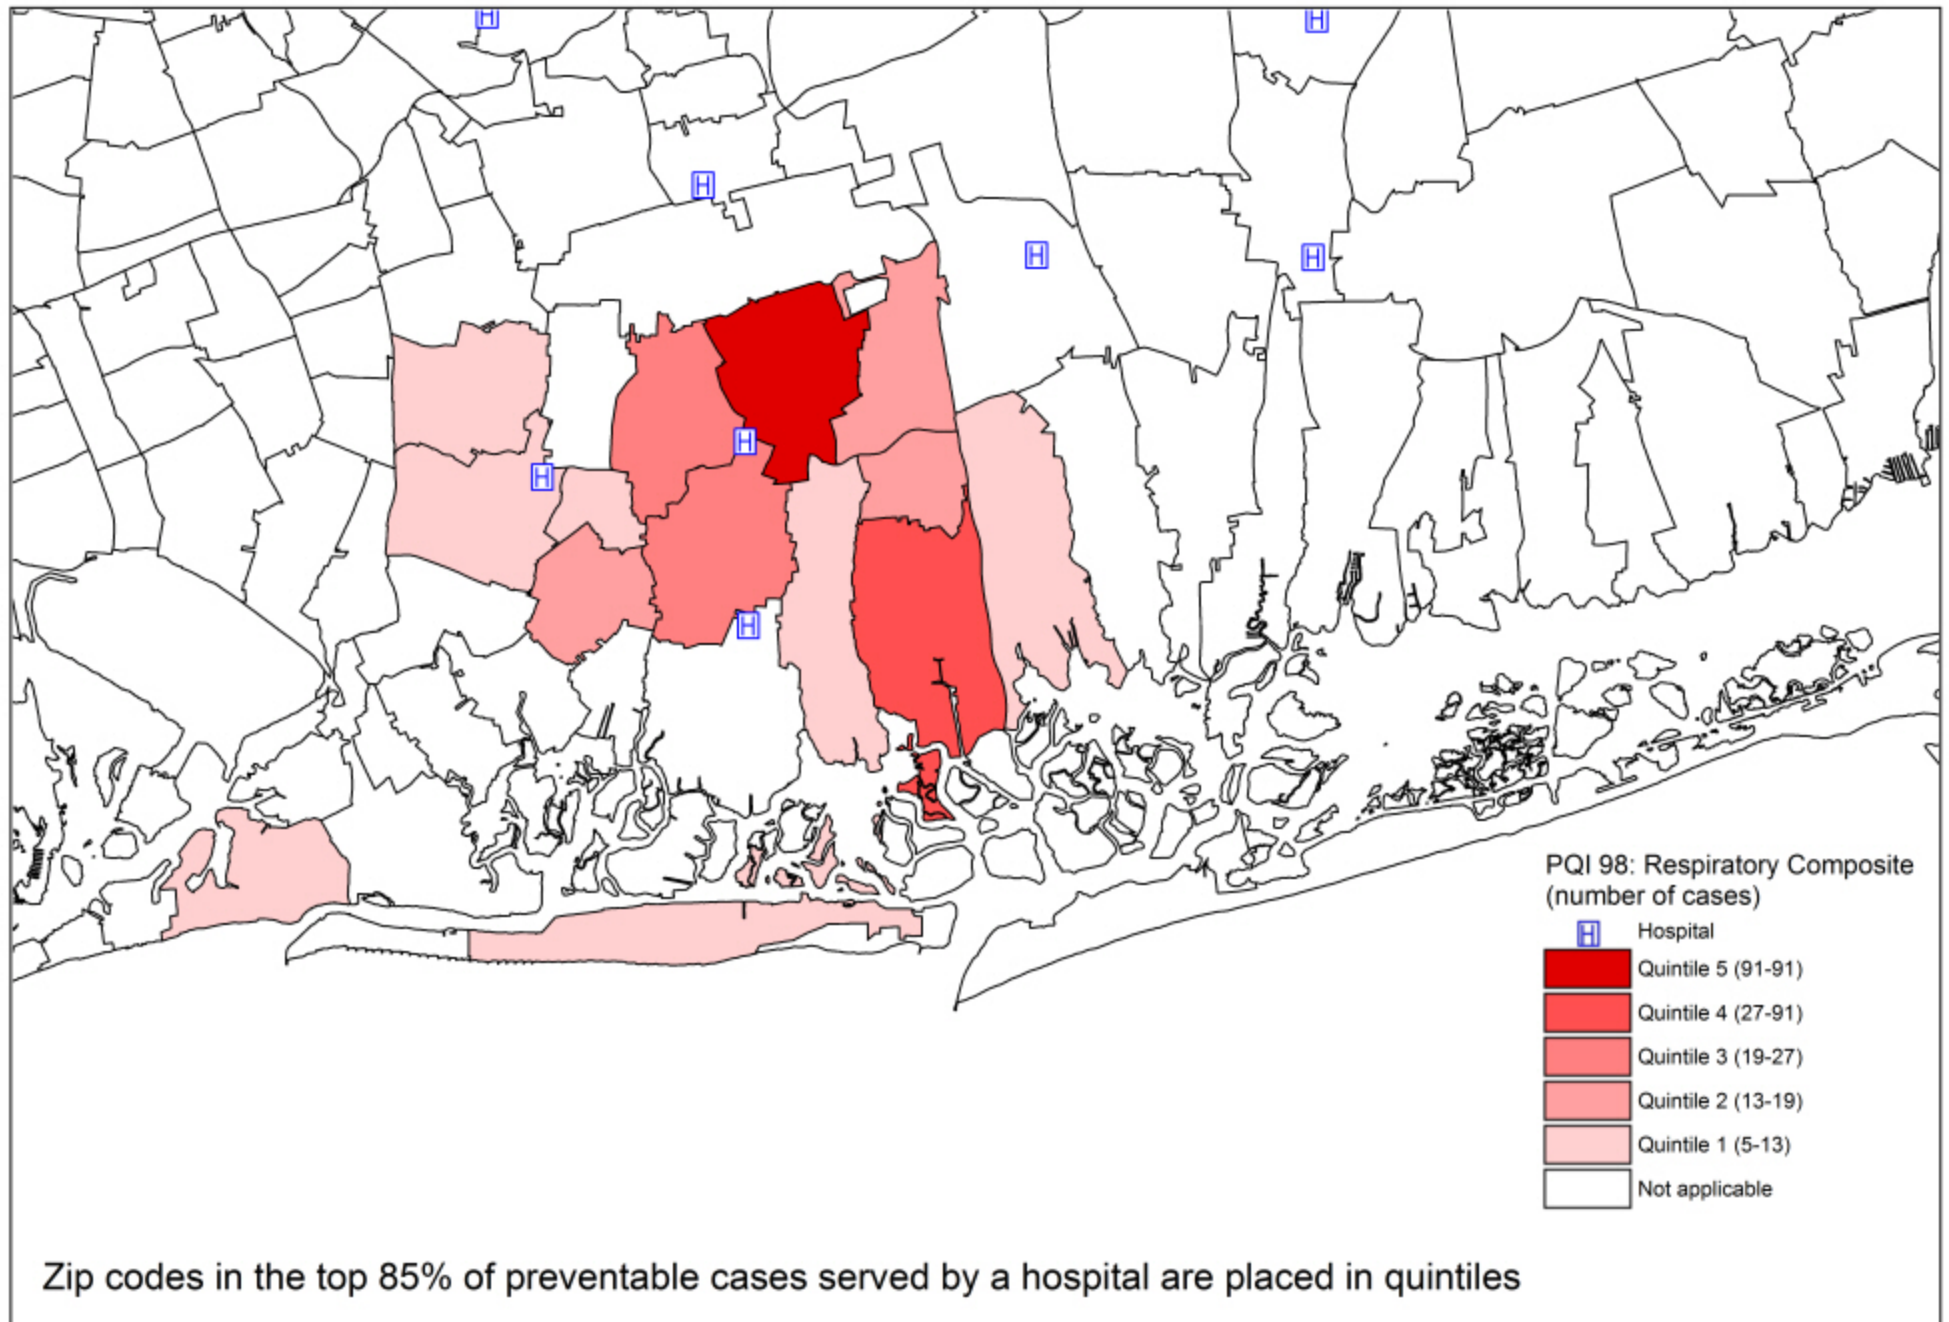 H
H
H
H
H
H
H
H
PQI 98: Respiratory Composite
(number of cases)
H Hospital
Quintile 5 (91-91)
Quintile 4 (27-91)
Quintile 3 (19-27)
Quintile 2 (13-19)
Quintile 1 (5-13)
Not applicable
Zip codes in the top 85% of preventable cases served by a hospital are placed in quintiles